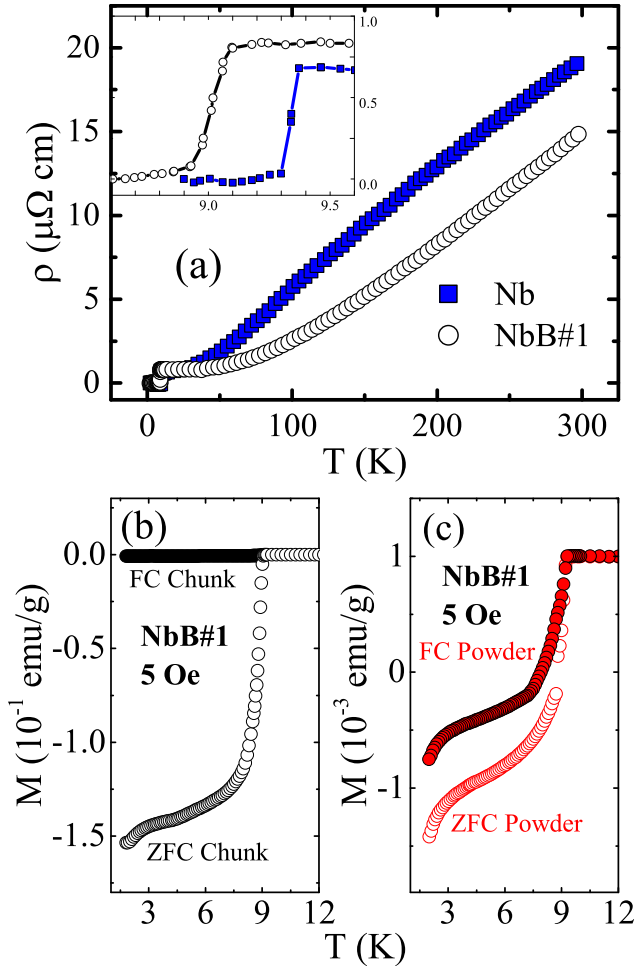 (a)
ρ (μΩ cm)
20
15
10
5
0
1.0
0.5
0.0
9.0 9.5
Nb
NbB#1
0 100 200 300
T (K)
(b)
M (10⁻¹ emu/g)
0.0
-0.5
-1.0
-1.5
FC Chunk
NbB#1
5 Oe
ZFC Chunk
3 6 9 12
(c)
M (10⁻³ emu/g)
1
0
-1
NbB#1
5 Oe
FC Powder
ZFC Powder
3 6 9 12
T (K)